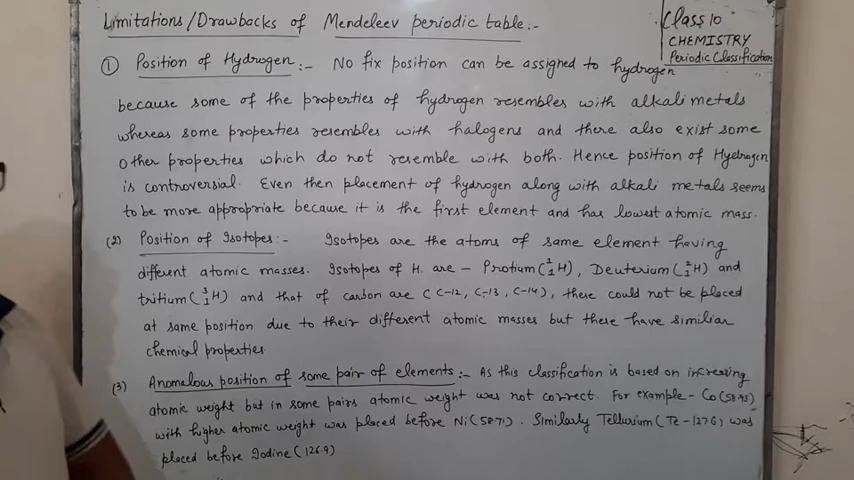 Limitations/Drawbacks of Mendeleev periodic table:-
Class 10
CHEMISTRY
Periodic Classification
① Position of Hydrogen:- No fix position can be assigned to hydrogen
because some of the properties of hydrogen resembles with alkali metals
whereas some properties resembles with halogens and there also exist some
other properties which do not resemble with both. Hence position of Hydrogen
is controversial. Even then placement of hydrogen along with alkali metals seems
to be more appropriate because it is the first element and has lowest atomic mass.
(2) Position of Isotopes:- Isotopes are the atoms of same element having
different atomic masses. Isotopes of H. are - Protium( H), Deuterium (²₁H) and
tritium(³₁H) and that of carbon are C C-12, C-13, C-14), there could not be placed
at same position due to their different atomic masses but there have similiar
chemical properties
(3) Anomelous position of some pair of elements:- As this classification is based on increasing
atomic weight but in some pairs atomic weight was not correct. For example - Co(58.93)
with higher atomic weight was placed before Ni(58.71). Similarly Tellurium(Te-127.6) was
placed before Iodine(126.9)